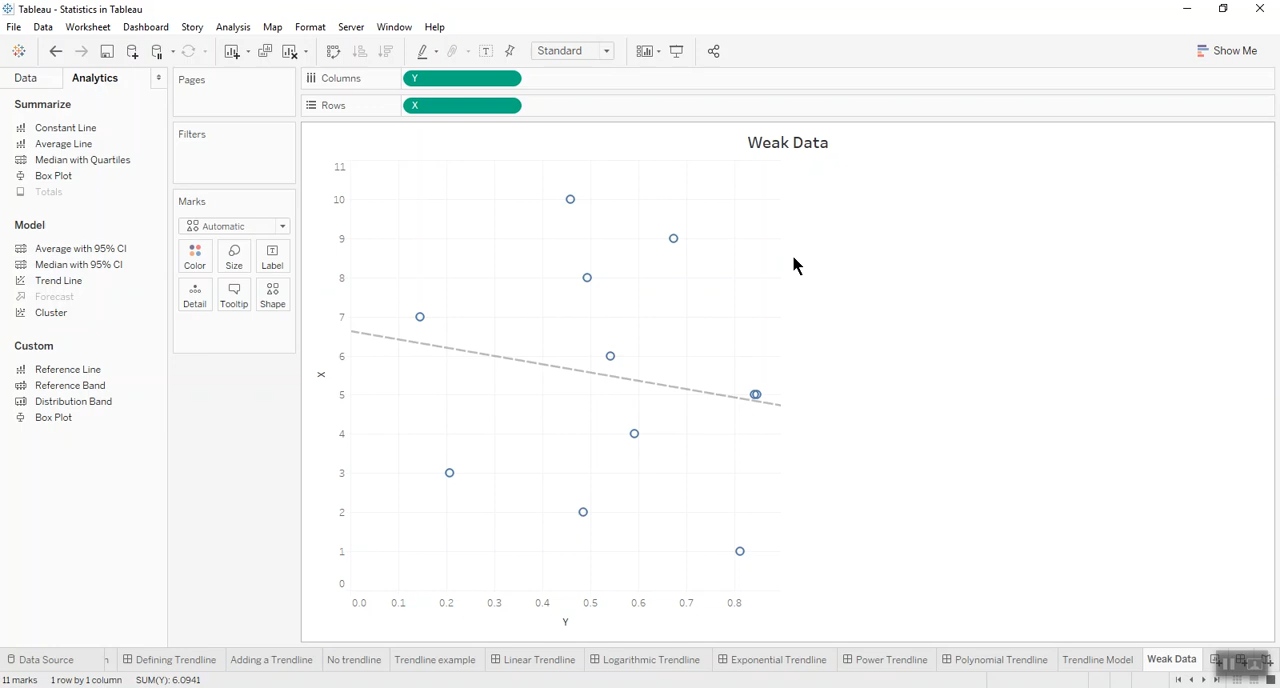 Tableau - Statistics in Tableau
File Data Worksheet Dashboard Story Analysis Map Format Server Window Help
Standard
Show Me
Data Analytics
Pages
Columns Y
Rows X
Summarize
Constant Line
Average Line
Median with Quartiles
Box Plot
Totals
Model
Average with 95% CI
Median with 95% CI
Trend Line
Forecast
Cluster
Custom
Reference Line
Reference Band
Distribution Band
Box Plot
Filters
Marks
Automatic
Color Size Label
Detail Tooltip Shape
Weak Data
11
10
9
8
7
6
5
4
3
2
1
0
X
0.0 0.1 0.2 0.3 0.4 0.5 0.6 0.7 0.8
Y
Data Source n Defining Trendline Adding a Trendline No trendline Trendline example Linear Trendline Logarithmic Trendline Exponential Trendline Power Trendline Polynomial Trendline Trendline Model Weak Data
11 marks 1 row by 1 column SUM(Y): 6.0941